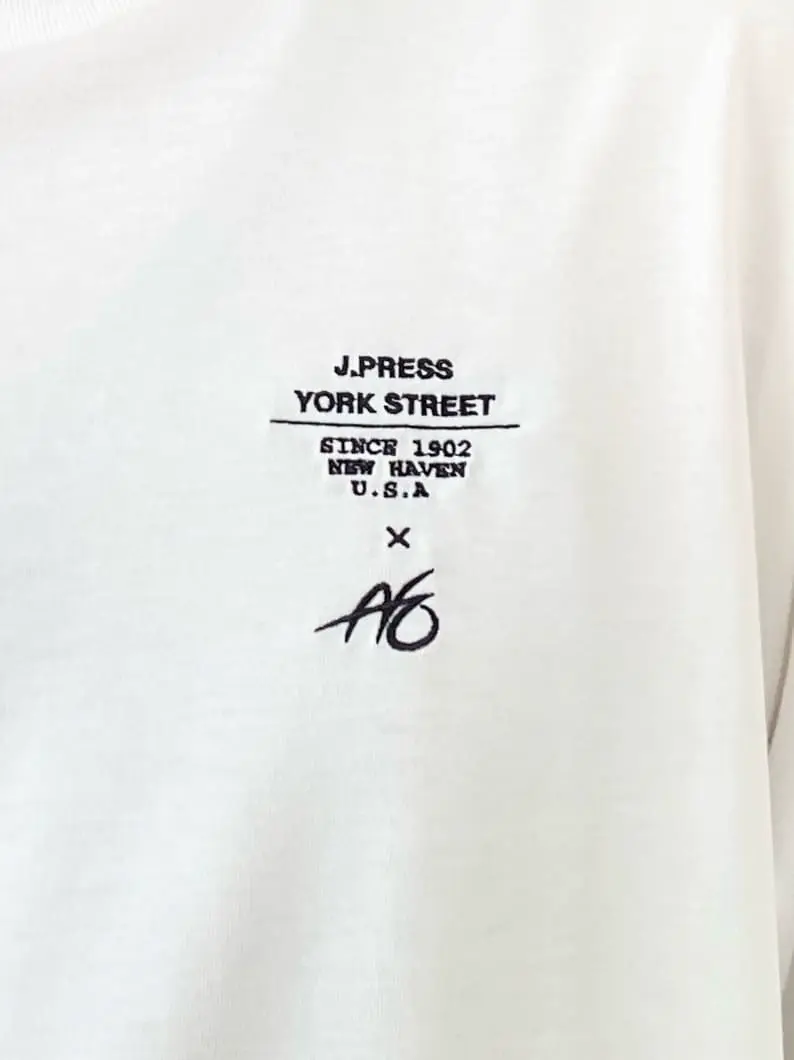 J.PRESS
YORK STREET
SINCE 1902
NEW HAVEN
U.S.A
×